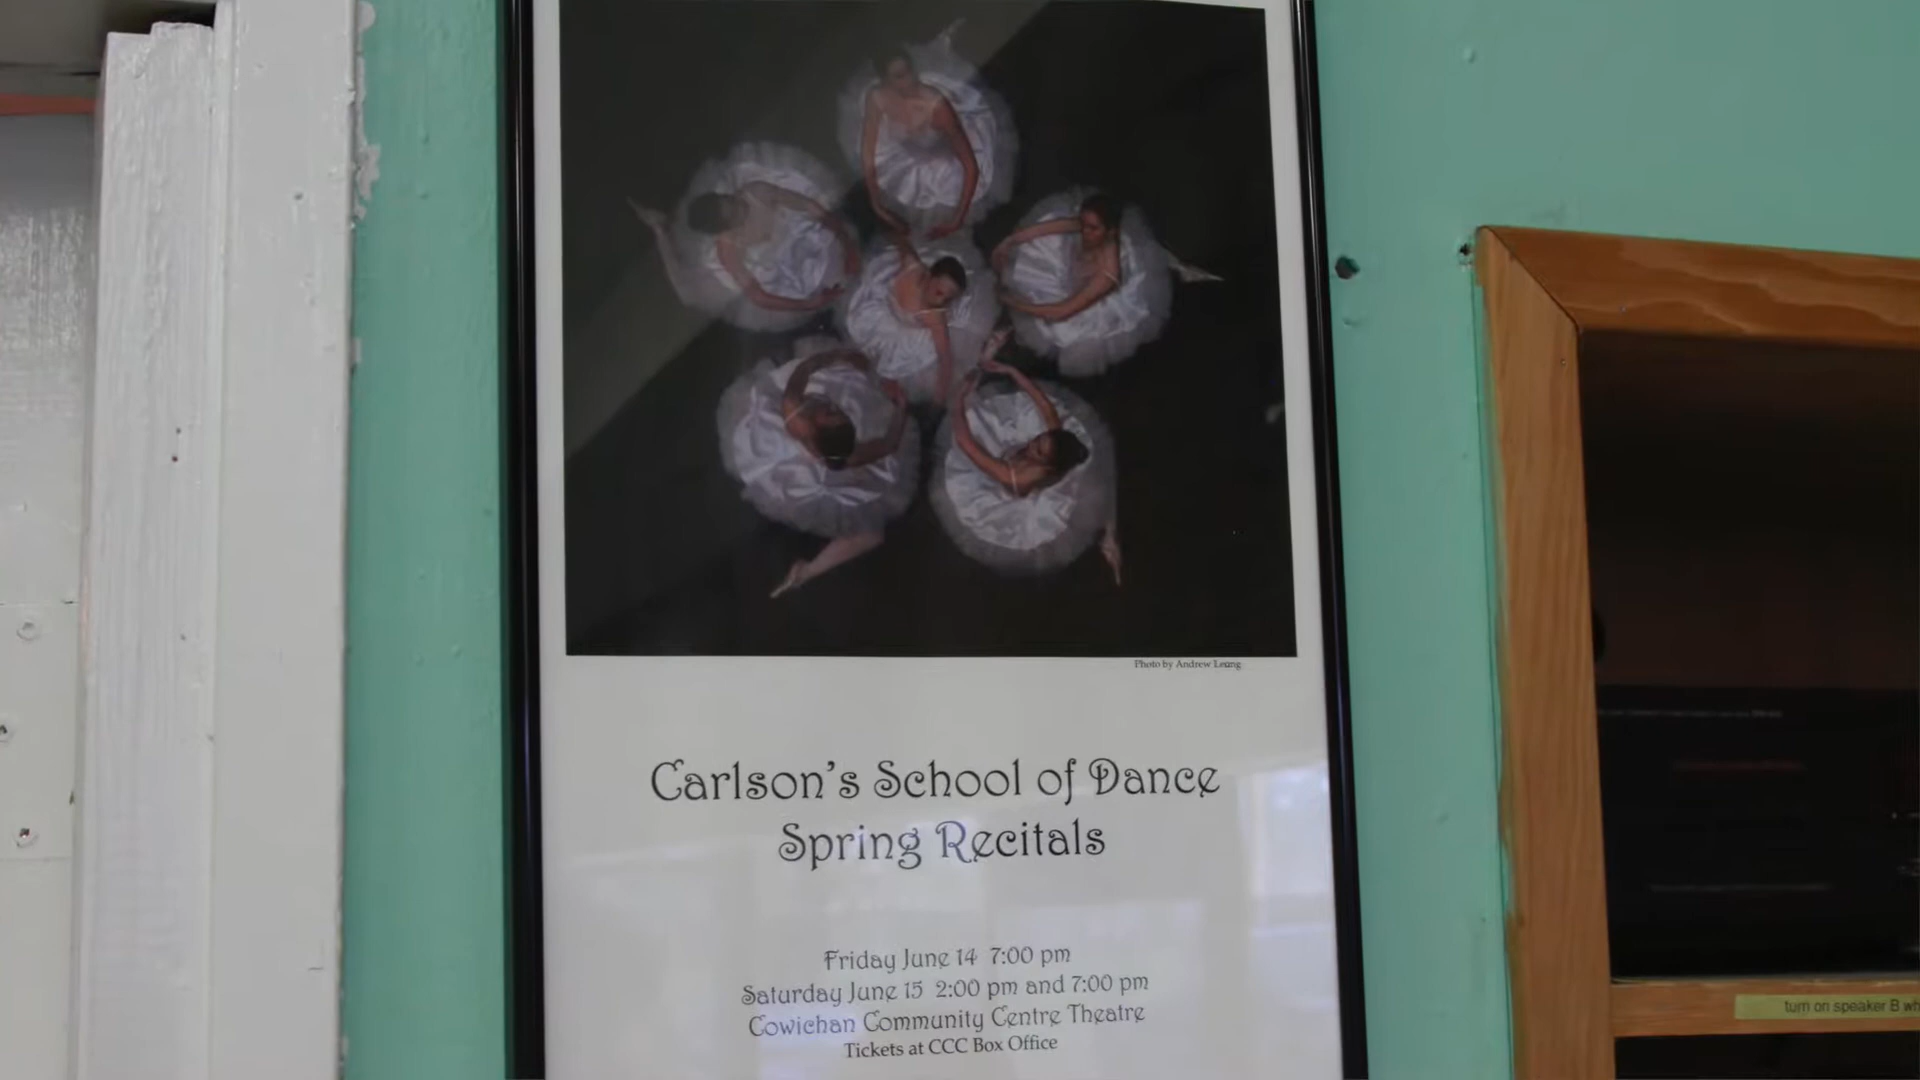 Photo by Andrew Leung
Carlson's School of Dance
Spring Recitals
Friday June 14 7:00 pm
Saturday June 15 2:00 pm and 7:00 pm
Cowichan Community Centre Theatre
Tickets at CCC Box Office
turn on speaker B